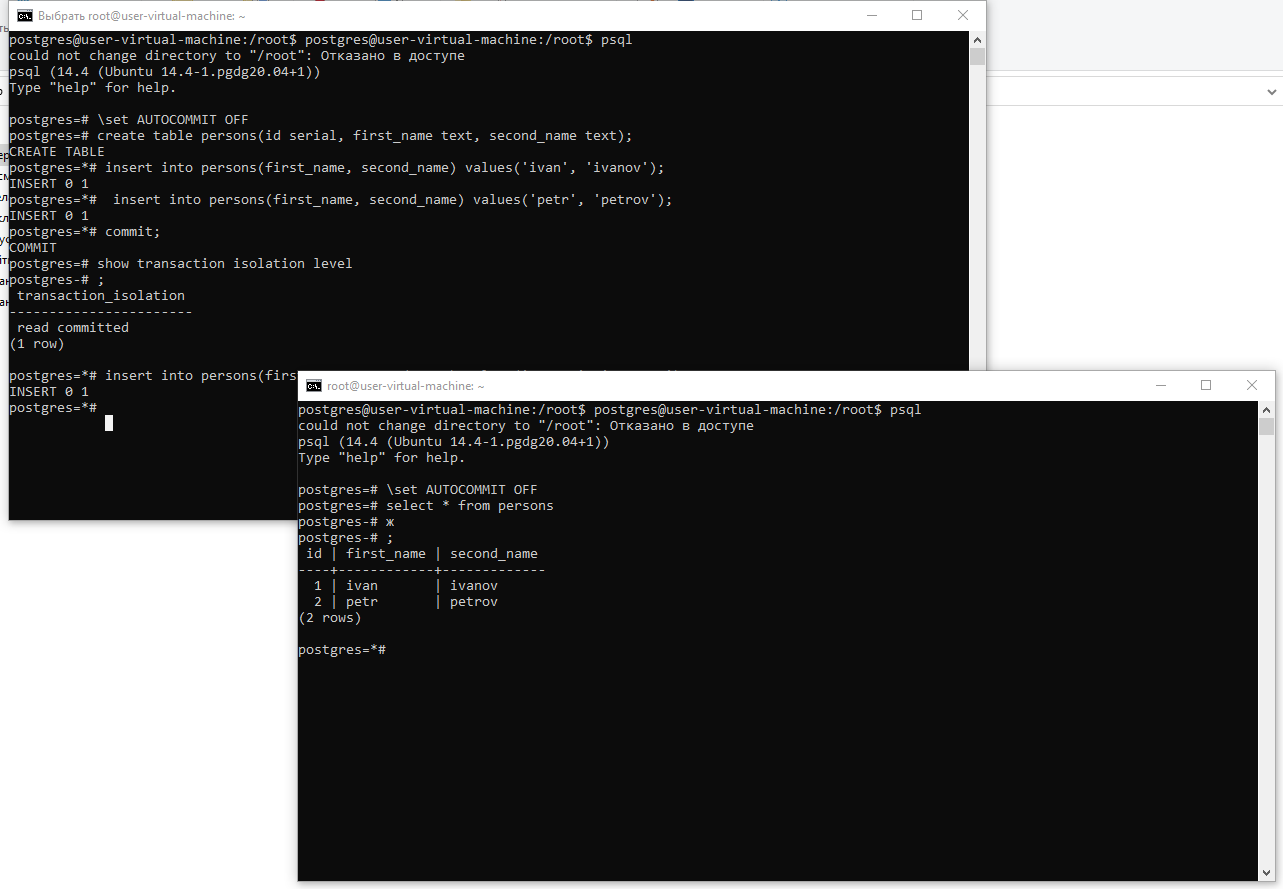 Выбрать root@user-virtual-machine: ~
postgres@user-virtual-machine:/root$ postgres@user-virtual-machine:/root$ psql
could not change directory to "/root": Отказано в доступе
psql (14.4 (Ubuntu 14.4-1.pgdg20.04+1))
Type "help" for help.
postgres=# \set AUTOCOMMIT OFF
postgres=# create table persons(id serial, first_name text, second_name text);
CREATE TABLE
postgres=*# insert into persons(first_name, second_name) values('ivan', 'ivanov');
INSERT 0 1
postgres=*#  insert into persons(first_name, second_name) values('petr', 'petrov');
INSERT 0 1
postgres=*# commit;
COMMIT
postgres=# show transaction isolation level
postgres-# ;
transaction_isolation
-----------------------
read committed
(1 row)
postgres=*# insert into persons(firs
INSERT 0 1
postgres=*#
root@user-virtual-machine: ~
postgres@user-virtual-machine:/root$ postgres@user-virtual-machine:/root$ psql
could not change directory to "/root": Отказано в доступе
psql (14.4 (Ubuntu 14.4-1.pgdg20.04+1))
Type "help" for help.
postgres=# \set AUTOCOMMIT OFF
postgres=# select * from persons
postgres-# ж
postgres-# ;
id | first_name | second_name
----+------------+-------------
1 | ivan       | ivanov
2 | petr       | petrov
(2 rows)
postgres=*#